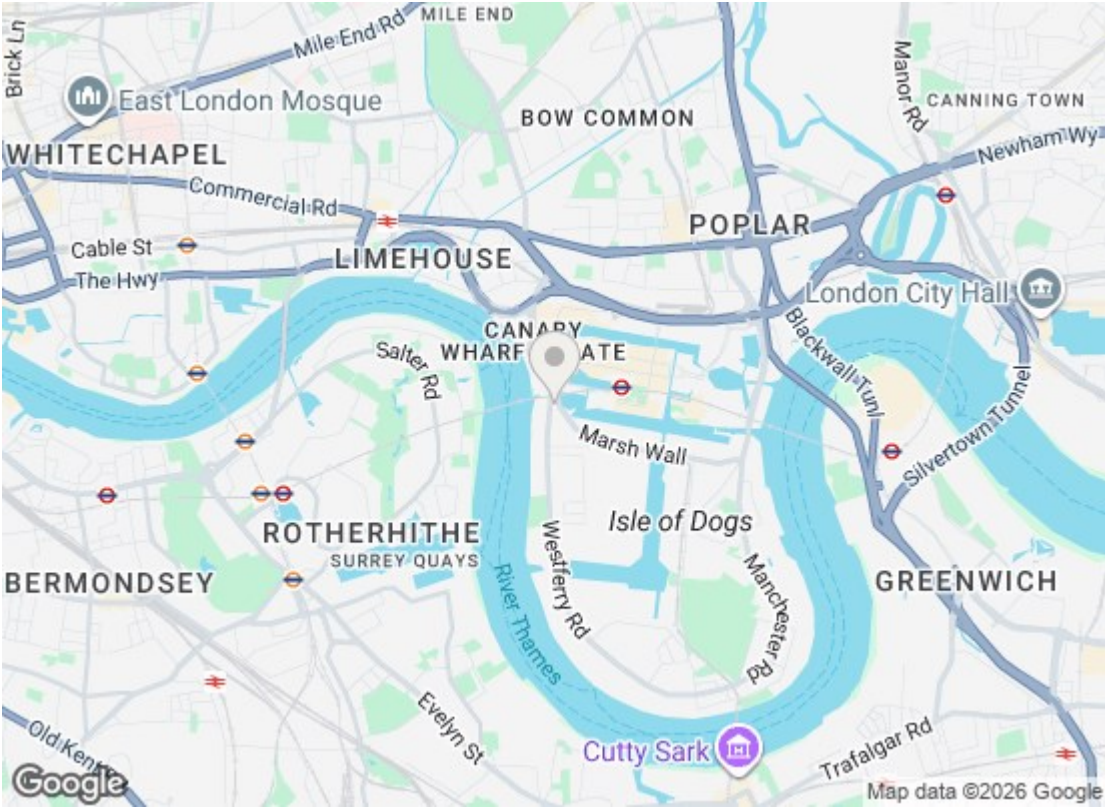 MILE END
Brick Ln
Mile End Rd
East London Mosque
Manor Rd
CANNING TOWN
BOW COMMON
Newham Wy
WHITECHAPEL
Commercial Rd
POPLAR
Cable St
LIMEHOUSE
The Hwy
London City Hall
CANARY
WHARF
ATE
Salter Rd
Blackwall Tunl
Silvertown Tunnel
Marsh Wall
Isle of Dogs
ROTHERHITHE
SURREY QUAYS
Westferry Rd
Manchester Rd
BERMONDSEY
GREENWICH
River Thames
Evelyn St
Old Kent
Cutty Sark
Trafalgar Rd
Google
Map data ©2026 Google